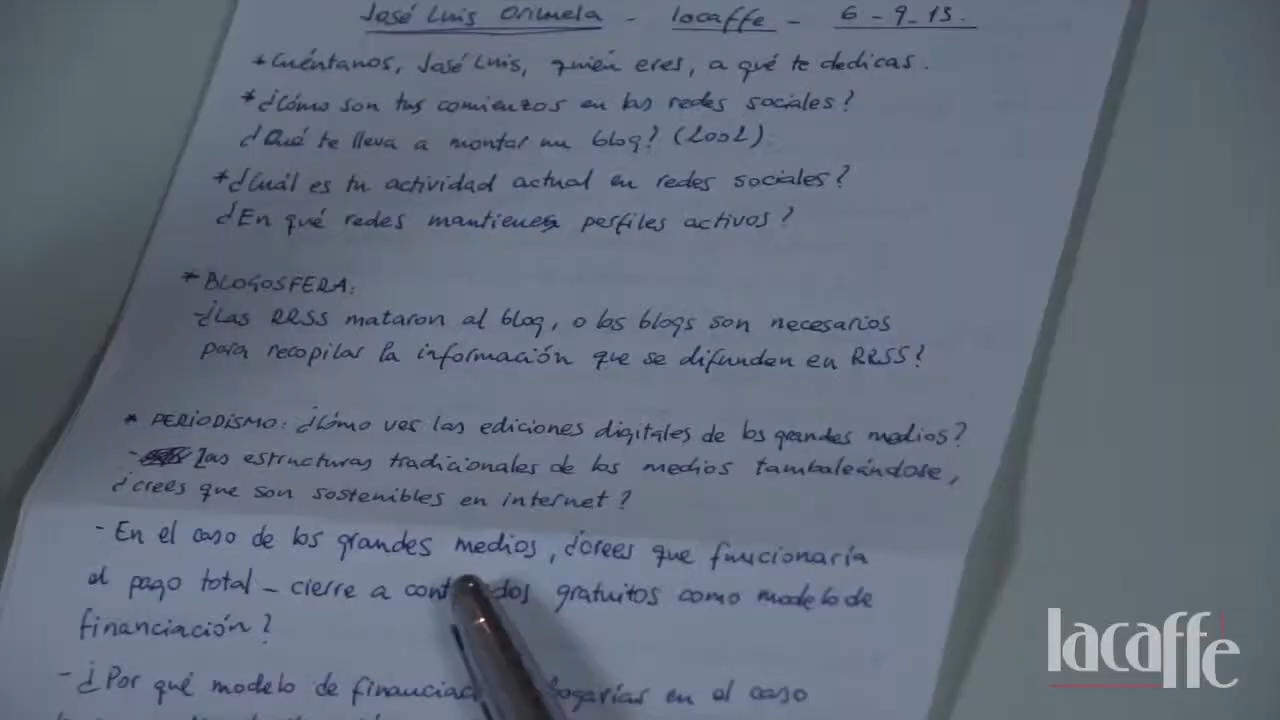 José Luis Orihuela - lacaffe - 6-9-13.
* Cuéntanos, José Luis, quién eres, a qué te dedicas.
* ¿Cómo son tus comienzos en las redes sociales?
¿Qué te lleva a montar un blog? (2002)
* ¿Cuál es tu actividad actual en redes sociales?
¿En qué redes mantienes perfiles activos?
* BLOGOSFERA:
¿Las RRSS mataron al blog, o los blogs son necesarios
para recopilar la información que se difunden en RRSS?
* PERIODISMO: ¿Cómo ves las ediciones digitales de los grandes medios?
- Las estructuras tradicionales de los medios tambaleándose,
¿crees que son sostenibles en internet?
- En el caso de los grandes medios, ¿crees que funcionaría
el pago total - cierre a cont dos gratuitos como modelo de
financiación?
- ¿Por qué modelo de financiac bogarías en el caso
lacaffe